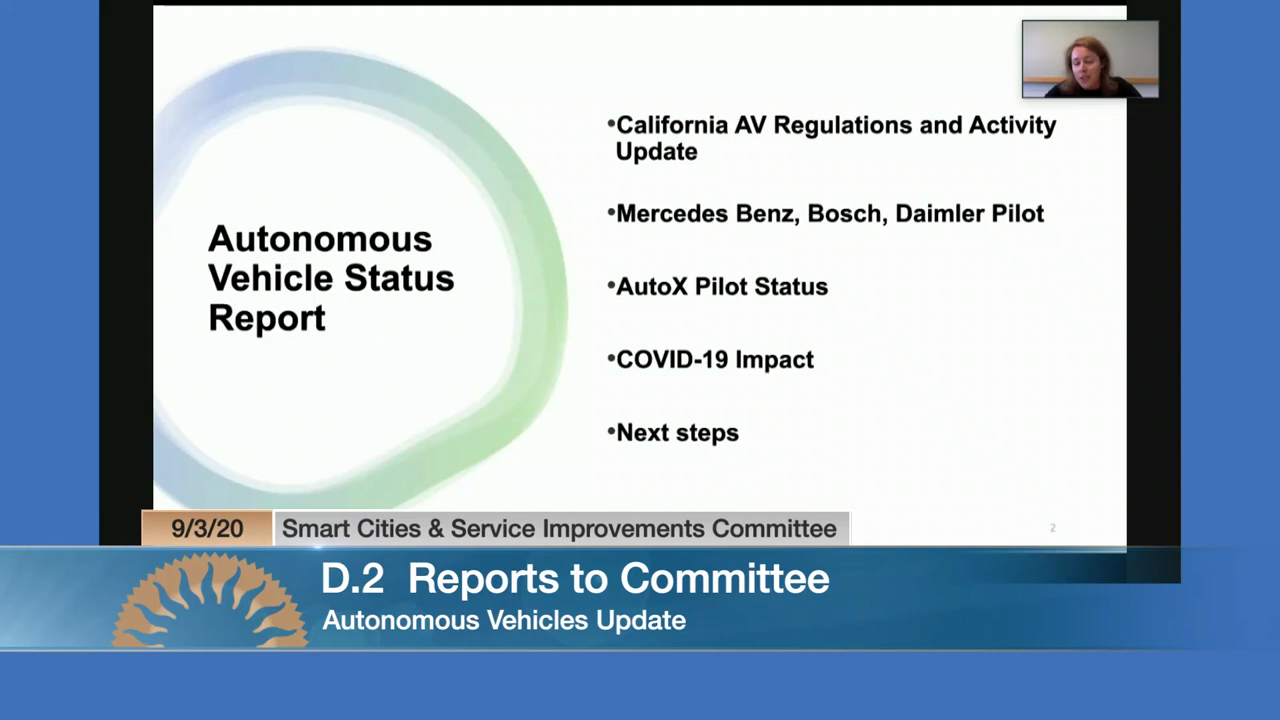 Autonomous
Vehicle Status
Report
•California AV Regulations and Activity
Update
•Mercedes Benz, Bosch, Daimler Pilot
•AutoX Pilot Status
•COVID-19 Impact
•Next steps
2
9/3/20
Smart Cities & Service Improvements Committee
D.2 Reports to Committee
Autonomous Vehicles Update